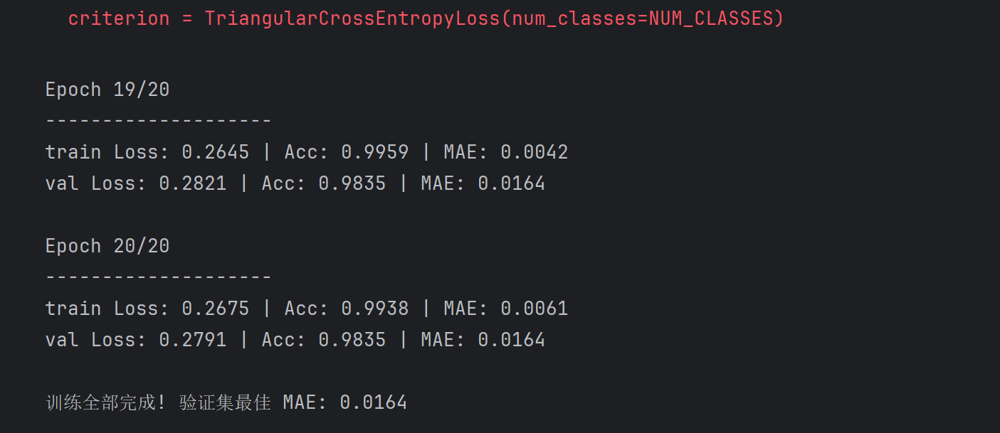 criterion = TriangularCrossEntropyLoss(num_classes=NUM_CLASSES)
Epoch 19/20
--------------------
train Loss: 0.2645 | Acc: 0.9959 | MAE: 0.0042
val Loss: 0.2821 | Acc: 0.9835 | MAE: 0.0164
Epoch 20/20
--------------------
train Loss: 0.2675 | Acc: 0.9938 | MAE: 0.0061
val Loss: 0.2791 | Acc: 0.9835 | MAE: 0.0164
训练全部完成! 验证集最佳 MAE: 0.0164